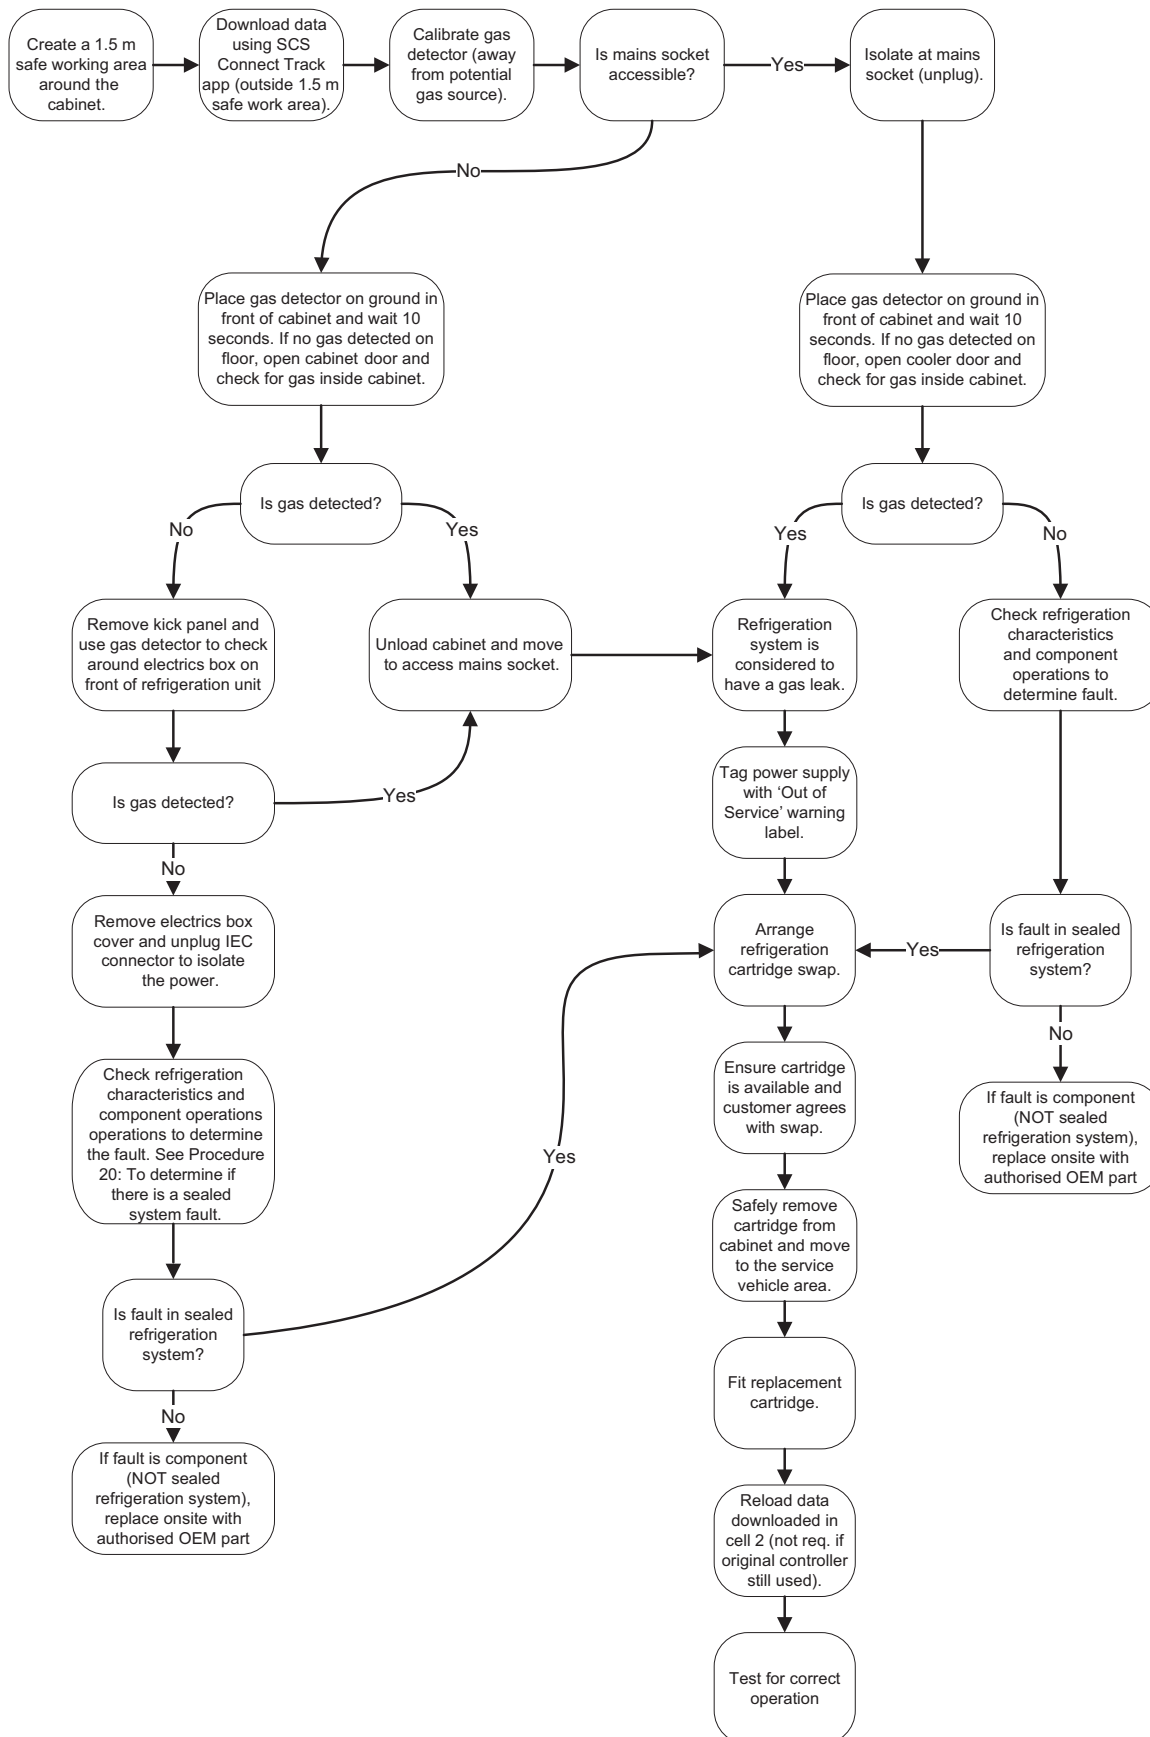 Create a 1.5 m
safe working area
around the
cabinet.
Download data
using SCS
Connect Track
app (outside 1.5 m
safe work area).
Calibrate gas
detector (away
from potential
gas source).
Is mains socket
accessible?
Yes
Isolate at mains
socket (unplug).
No
Place gas detector on ground in
front of cabinet and wait 10
seconds. If no gas detected on
floor, open cabinet door and
check for gas inside cabinet.
Place gas detector on ground in
front of cabinet and wait 10
seconds. If no gas detected on
floor, open cooler door and
check for gas inside cabinet.
Is gas detected?
No
Yes
Is gas detected?
Yes
No
Remove kick panel and
use gas detector to check
around electrics box on
front of refrigeration unit
Unload cabinet and move
to access mains socket.
Refrigeration
system is
considered to
have a gas leak.
Check refrigeration
characteristics
and component
operations to
determine fault.
Is gas detected?
Yes
No
Tag power supply
with ‘Out of
Service’ warning
label.
Remove electrics box
cover and unplug IEC
connector to isolate
the power.
Arrange
refrigeration
cartridge swap.
Yes
Is fault in sealed
refrigeration
system?
No
Check refrigeration
characteristics and
component operations
operations to determine
the fault. See Procedure
20: To determine if
there is a sealed
system fault.
Ensure cartridge
is available and
customer agrees
with swap.
If fault is component
(NOT sealed
refrigeration system),
replace onsite with
authorised OEM part
Yes
Safely remove
cartridge from
cabinet and move
to the service
vehicle area.
Is fault in sealed
refrigeration
system?
No
Fit replacement
cartridge.
If fault is component
(NOT sealed
refrigeration system),
replace onsite with
authorised OEM part
Reload data
downloaded in
cell 2 (not req. if
original controller
still used).
Test for correct
operation